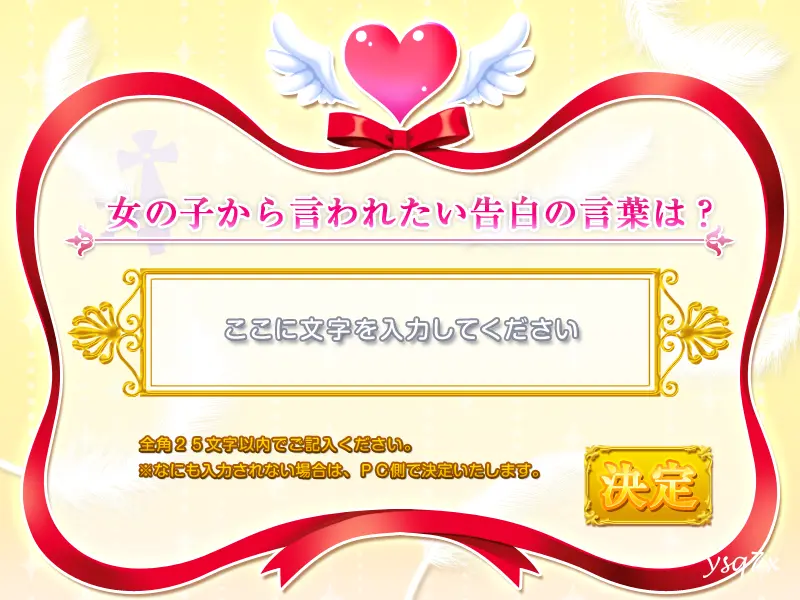 女の子から言われたい告白の言葉は？
ここに文字を入力してください
全角２５文字以内でご記入ください。
※なにも入力されない場合は、ＰＣ側で決定いたします。
決定